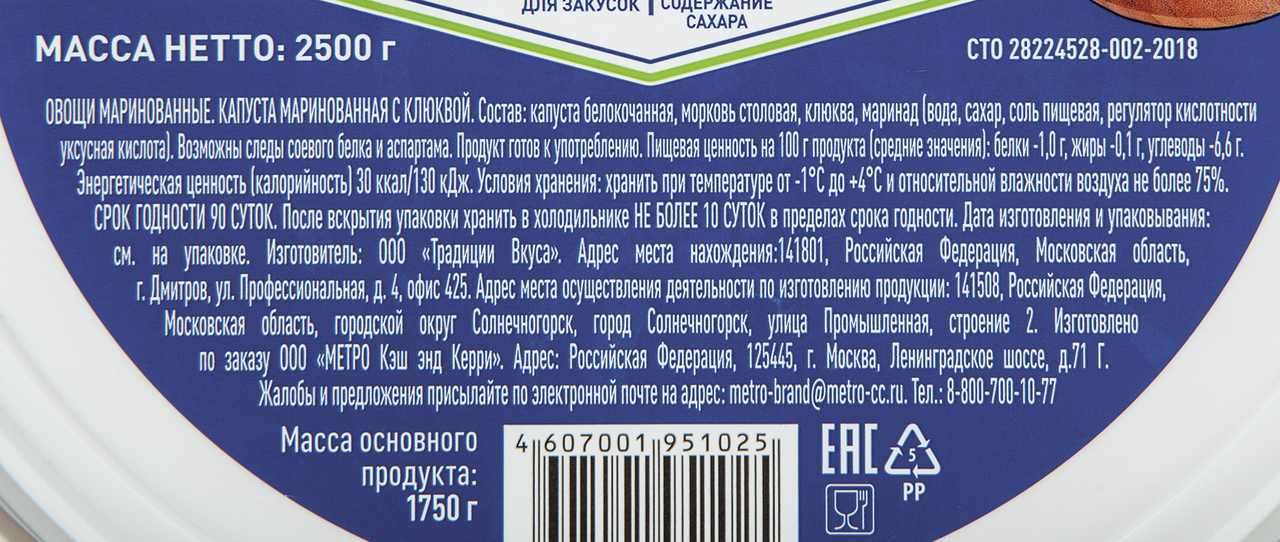 ДЛЯ ЗАКУСОК
СОДЕРЖАНИЕ
САХАРА
МАССА НЕТТО: 2500 г
СТО 28224528-002-2018
ОВОЩИ МАРИНОВАННЫЕ. КАПУСТА МАРИНОВАННАЯ С КЛЮКВОЙ. Состав: капуста белокочанная, морковь столовая, клюква, маринад (вода, сахар, соль пищевая, регулятор кислотности
уксусная кислота). Возможны следы соевого белка и аспартама. Продукт готов к употреблению. Пищевая ценность на 100 г продукта (средние значения): белки -1,0 г, жиры -0,1 г, углеводы -6,6 г.
Энергетическая ценность (калорийность) 30 ккал/130 кДж. Условия хранения: хранить при температуре от -1°С до +4°С и относительной влажности воздуха не более 75%.
СРОК ГОДНОСТИ 90 СУТОК. После вскрытия упаковки хранить в холодильнике НЕ БОЛЕЕ 10 СУТОК в пределах срока годности. Дата изготовления и упаковывания:
см. на упаковке. Изготовитель: ООО «Традиции Вкуса». Адрес места нахождения:141801, Российская Федерация, Московская область,
г. Дмитров, ул. Профессиональная, д. 4, офис 425. Адрес места осуществления деятельности по изготовлению продукции: 141508, Российская Федерация,
Московская область, городской округ Солнечногорск, город Солнечногорск, улица Промышленная, строение 2. Изготовлено
по заказу ООО «МЕТРО Кэш энд Керри». Адрес: Российская Федерация, 125445, г. Москва, Ленинградское шоссе, д.71 Г.
Жалобы и предложения присылайте по электронной почте на адрес: metro-brand@metro-cc.ru. Тел.: 8-800-700-10-77
Масса основного
продукта:
1750 г
4 607001 951025
ЕАС
5
PP